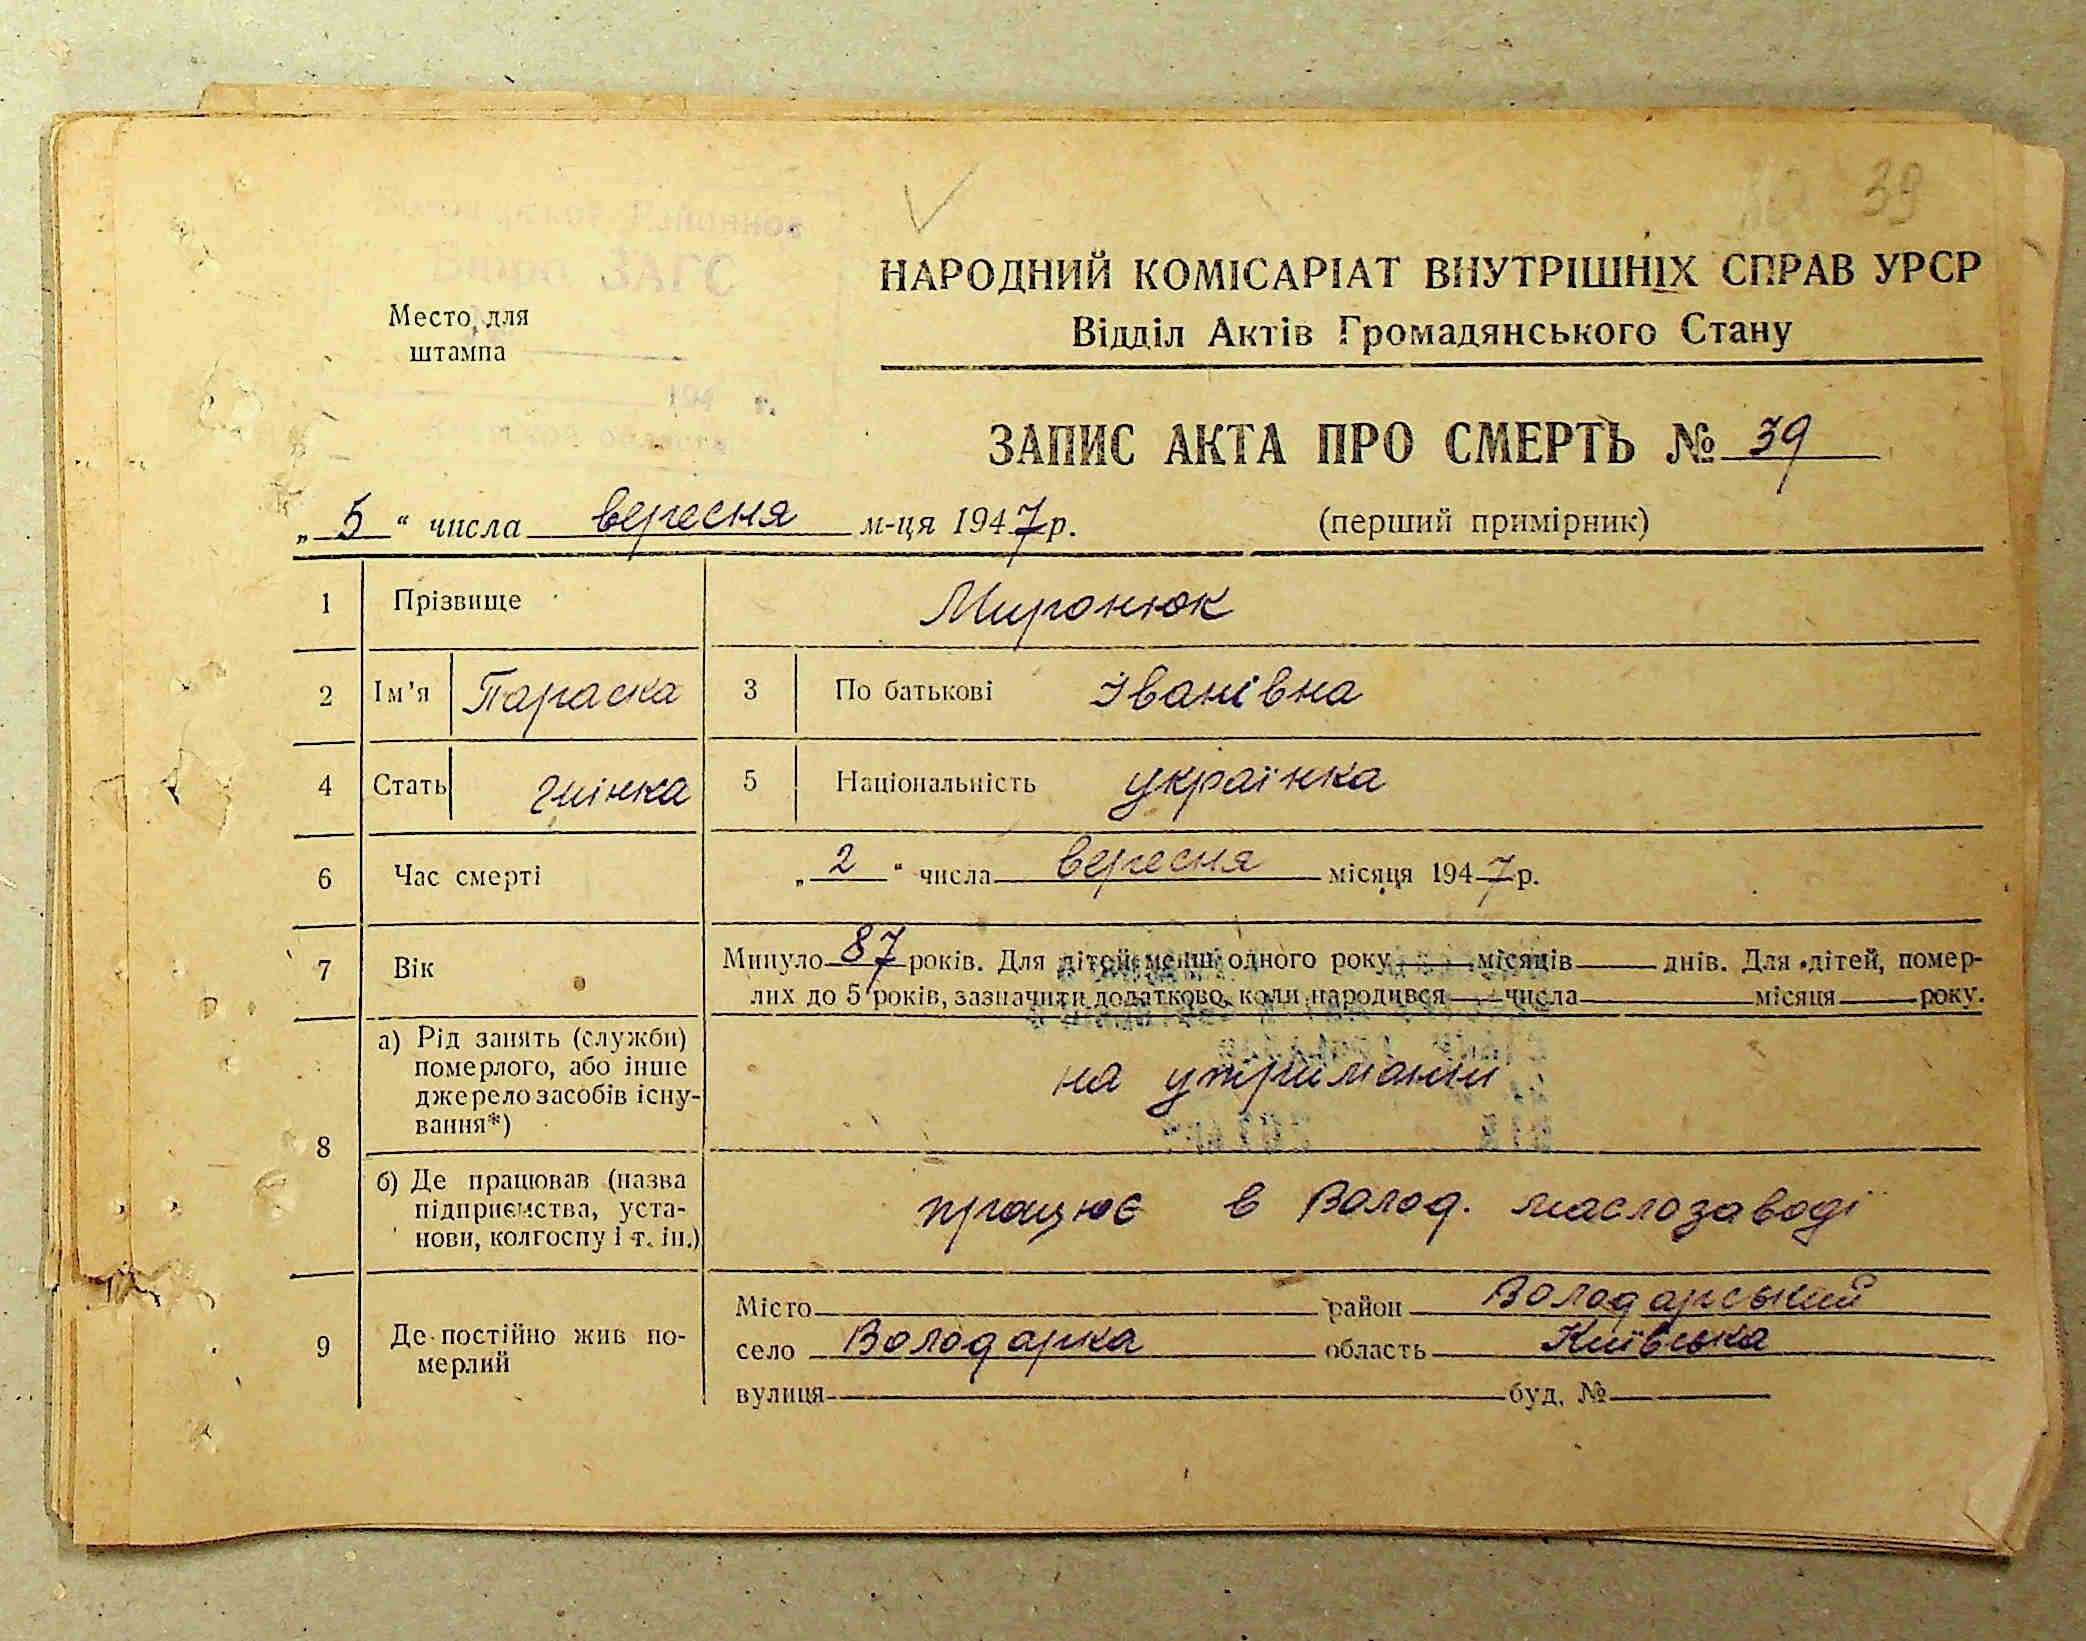 39
НАРОДНИЙ КОМІСАРІАТ ВНУТРІШНІХ СПРАВ УРСР
Відділ Актів Громадянського Стану
Место для
штампа
ЗАПИС АКТА ПРО СМЕРТЬ № 39
„ 5 “ числа вересня м-ця 1947 р. (перший примірник)
1 Прізвище Миронюк
2 Ім’я Параска 3 По батькові Іванівна
4 Стать жінка 5 Національність українка
6 Час смерті „ 2 “ числа вересня місяця 1947 р.
7 Вік Минуло 87 років. Для дітей менш одного року місяців днів. Для дітей, помер-
лих до 5 років, зазначити додатково, коли народився числа місяця року.
8 а) Рід занять (служби)
померлого, або інше
джерело засобів існу-
вання*)
на утриманні
б) Де працював (назва
підприємства, уста-
нови, колгоспу і т. ін.)
працює в Волод. маслозаводі
9 Де постійно жив по-
мерлий
Місто район Володарський
село Володарка область Київська
вулиця буд. №